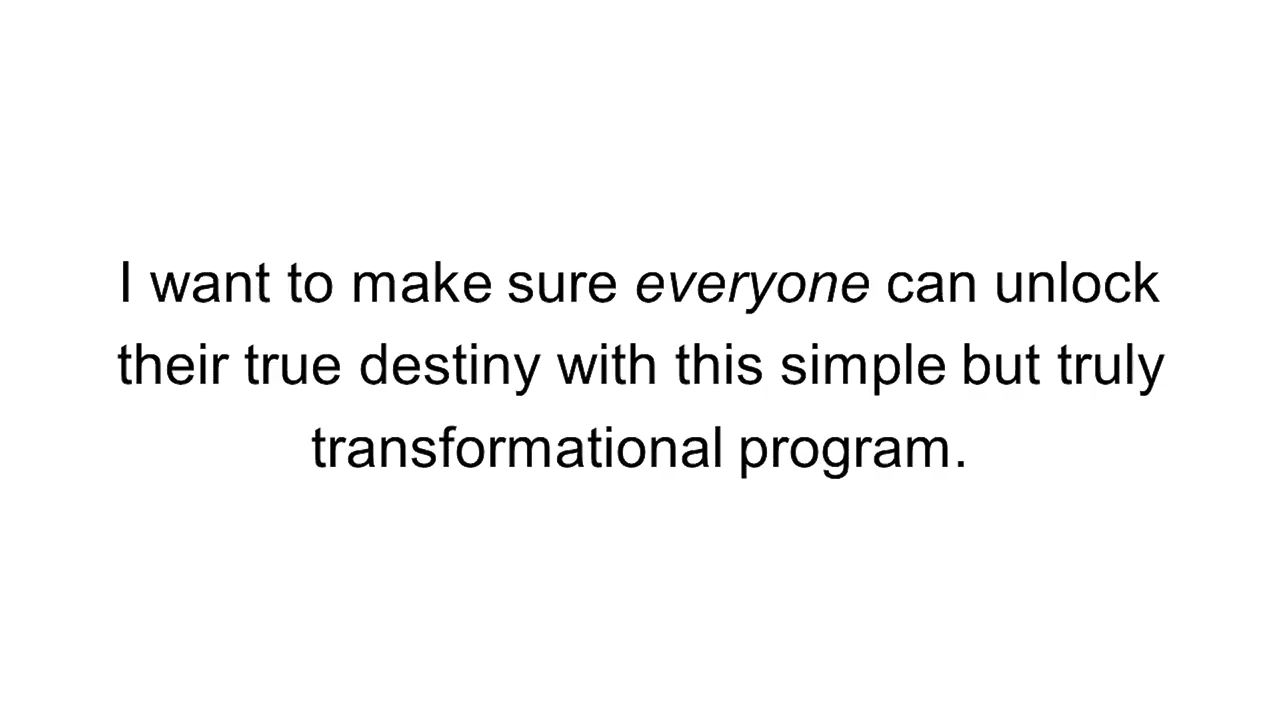 I want to make sure everyone can unlock
their true destiny with this simple but truly
transformational program.